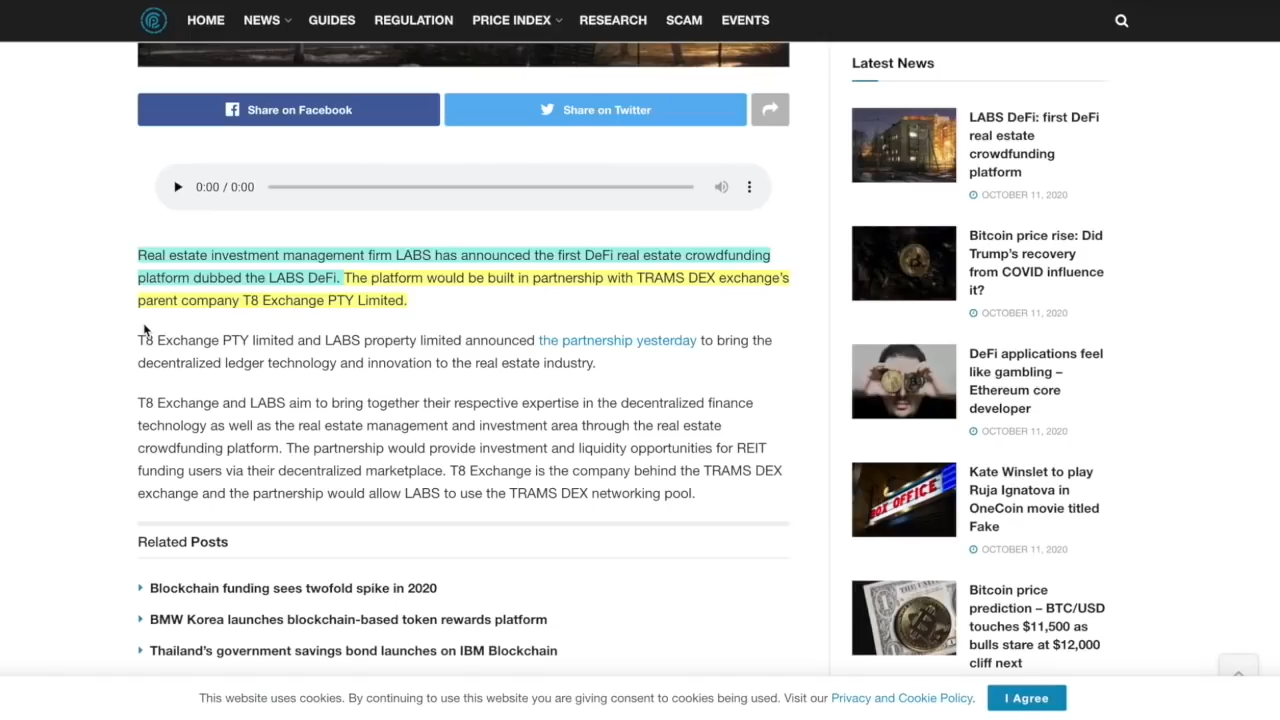 HOME NEWS GUIDES REGULATION PRICE INDEX RESEARCH SCAM EVENTS
Share on Facebook
Share on Twitter
0:00 / 0:00
Real estate investment management firm LABS has announced the first DeFi real estate crowdfunding
platform dubbed the LABS DeFi. The platform would be built in partnership with TRAMS DEX exchange's
parent company T8 Exchange PTY Limited.
T8 Exchange PTY limited and LABS property limited announced the partnership yesterday to bring the
decentralized ledger technology and innovation to the real estate industry.
T8 Exchange and LABS aim to bring together their respective expertise in the decentralized finance
technology as well as the real estate management and investment area through the real estate
crowdfunding platform. The partnership would provide investment and liquidity opportunities for REIT
funding users via their decentralized marketplace. T8 Exchange is the company behind the TRAMS DEX
exchange and the partnership would allow LABS to use the TRAMS DEX networking pool.
Related Posts
Blockchain funding sees twofold spike in 2020
BMW Korea launches blockchain-based token rewards platform
Thailand's government savings bond launches on IBM Blockchain
Latest News
LABS DeFi: first DeFi
real estate
crowdfunding
platform
OCTOBER 11, 2020
Bitcoin price rise: Did
Trump's recovery
from COVID influence
it?
OCTOBER 11, 2020
DeFi applications feel
like gambling –
Ethereum core
developer
OCTOBER 11, 2020
BOX OFFICE
Kate Winslet to play
Ruja Ignatova in
OneCoin movie titled
Fake
OCTOBER 11, 2020
Bitcoin price
prediction – BTC/USD
touches $11,500 as
bulls stare at $12,000
cliff next
This website uses cookies. By continuing to use this website you are giving consent to cookies being used. Visit our Privacy and Cookie Policy.
I Agree